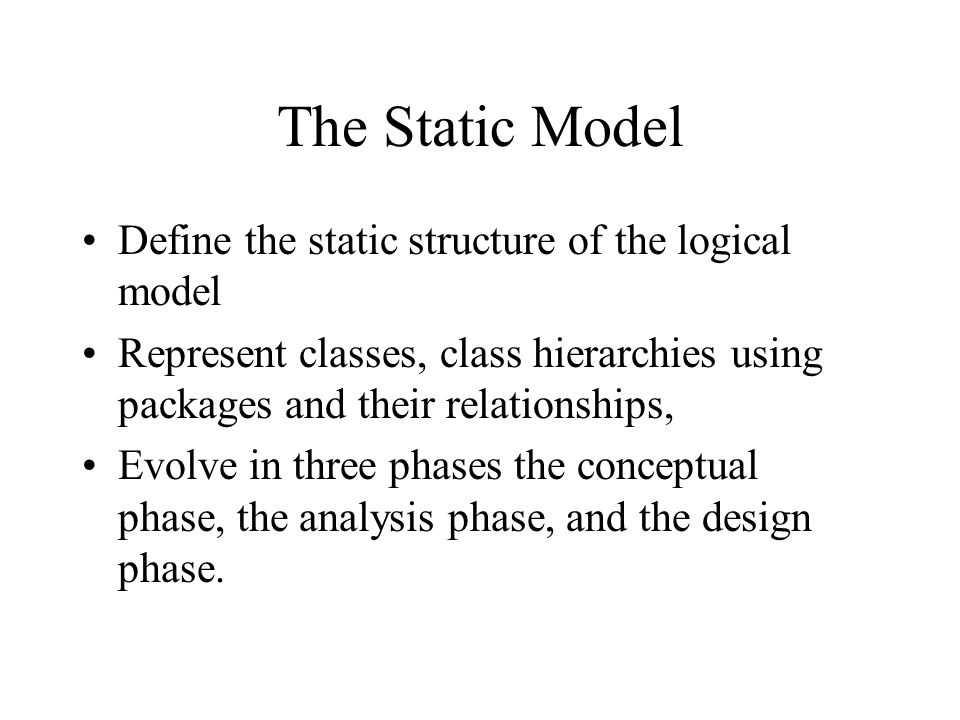 The Static Model
• Define the static structure of the logical
model
• Represent classes, class hierarchies using
packages and their relationships,
• Evolve in three phases the conceptual
phase, the analysis phase, and the design
phase.